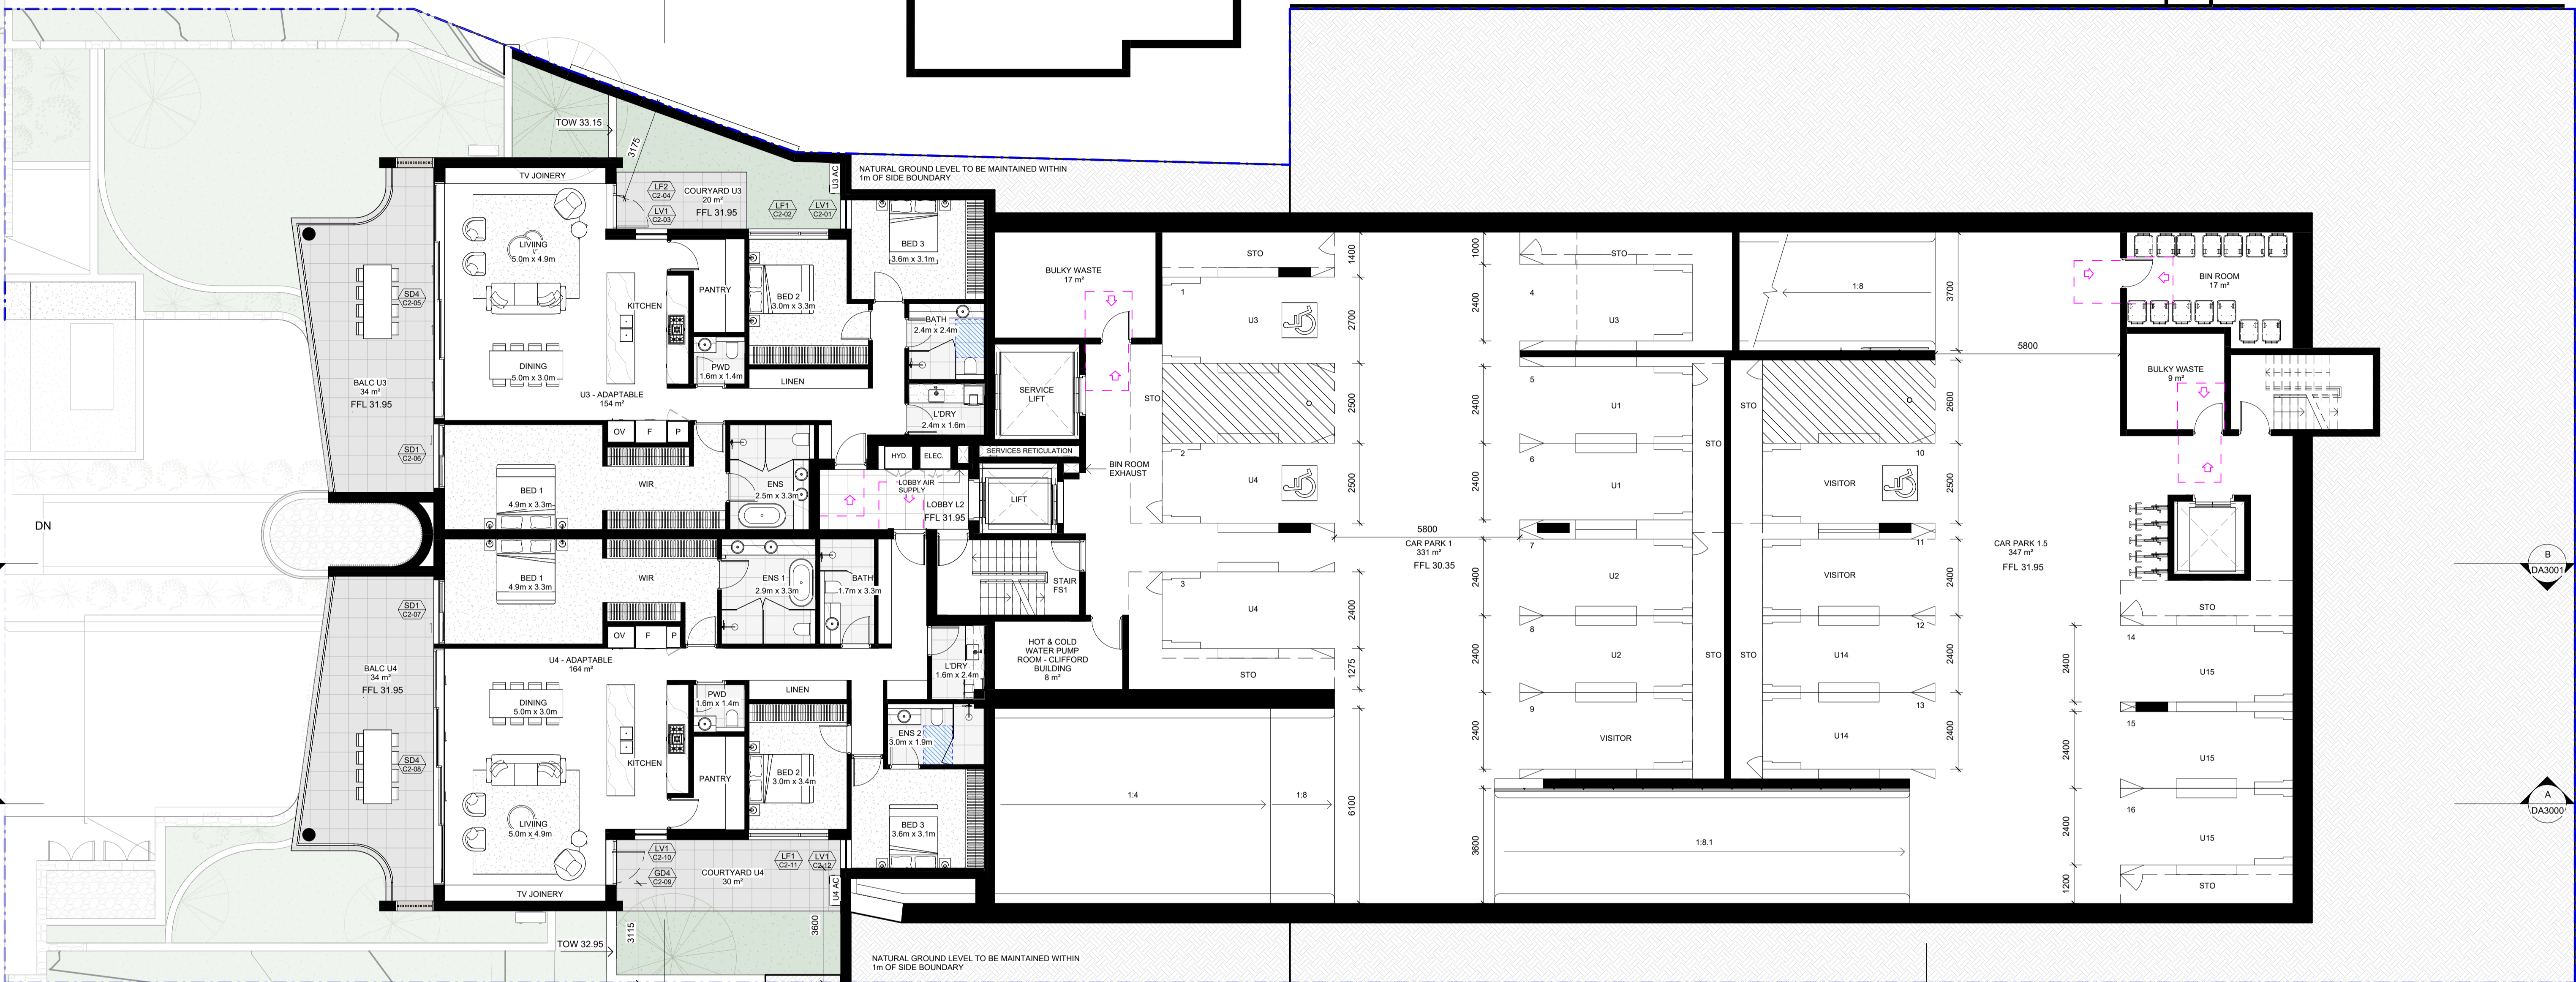 TOW 33.15
3175
TV JOINERY
LF2
C2-04
LV1
C2-03
COURTYARD U3
20 m²
FFL 31.95
LF1
C2-02
LV1
C2-01
U3 AC
NATURAL GROUND LEVEL TO BE MAINTAINED WITHIN
1m OF SIDE BOUNDARY
LIVIING
5.0m x 4.9m
SD4
C2-05
KITCHEN
PANTRY
BED 2
3.0m x 3.3m
BED 3
3.6m x 3.1m
BATH
2.4m x 2.4m
DINING
5.0m x 3.0m
PWD
1.6m x 1.4m
LINEN
BALC U3
34 m²
FFL 31.95
U3 - ADAPTABLE
154 m²
L'DRY
2.4m x 1.6m
OV
F
P
SD1
C2-06
BED 1
4.9m x 3.3m
WIR
ENS
2.5m x 3.3m
HYD.
ELEC.
SERVICES RETICULATION
LOBBY AIR
SUPPLY
LOBBY L2
FFL 31.95
LIFT
SERVICE
LIFT
BIN ROOM
EXHAUST
BULKY WASTE
17 m²
DN
BED 1
4.9m x 3.3m
WIR
ENS 1
2.9m x 3.3m
BATH
1.7m x 3.3m
STAIR
FS1
SD1
C2-07
OV
F
P
U4 - ADAPTABLE
164 m²
BALC U4
34 m²
FFL 31.95
L'DRY
1.6m x 2.4m
HOT & COLD
WATER PUMP
ROOM - CLIFFORD
BUILDING
8 m²
DINING
5.0m x 3.0m
PWD
1.6m x 1.4m
LINEN
ENS 2
3.0m x 1.9m
SD4
C2-08
KITCHEN
PANTRY
BED 2
3.0m x 3.4m
BED 3
3.6m x 3.1m
LIVIING
5.0m x 4.9m
LV1
C2-10
GD4
C2-09
COURTYARD U4
30 m²
LF1
C2-11
LV1
C2-12
U4 AC
TV JOINERY
3115
3600
TOW 32.95
NATURAL GROUND LEVEL TO BE MAINTAINED WITHIN
1m OF SIDE BOUNDARY
STO
1
U3
STO
2
U4
3
U4
STO
1400
2700
2500
2500
2400
1275
6100
1:4
1:8
5800
CAR PARK 1
331 m²
FFL 30.35
1000
2400
2400
2400
2400
2400
2400
3600
STO
4
U3
5
U1
6
U1
7
U2
8
U2
9
VISITOR
STO
STO
1:8
STO
STO
10
VISITOR
11
VISITOR
12
U14
13
U14
1:8.1
3700
2600
2500
2400
2400
2400
5800
CAR PARK 1.5
347 m²
FFL 31.95
BIN ROOM
17 m²
BULKY WASTE
9 m²
STO
14
U15
15
U15
16
U15
STO
2400
2400
2400
1200
B
DA3001
A
DA3000